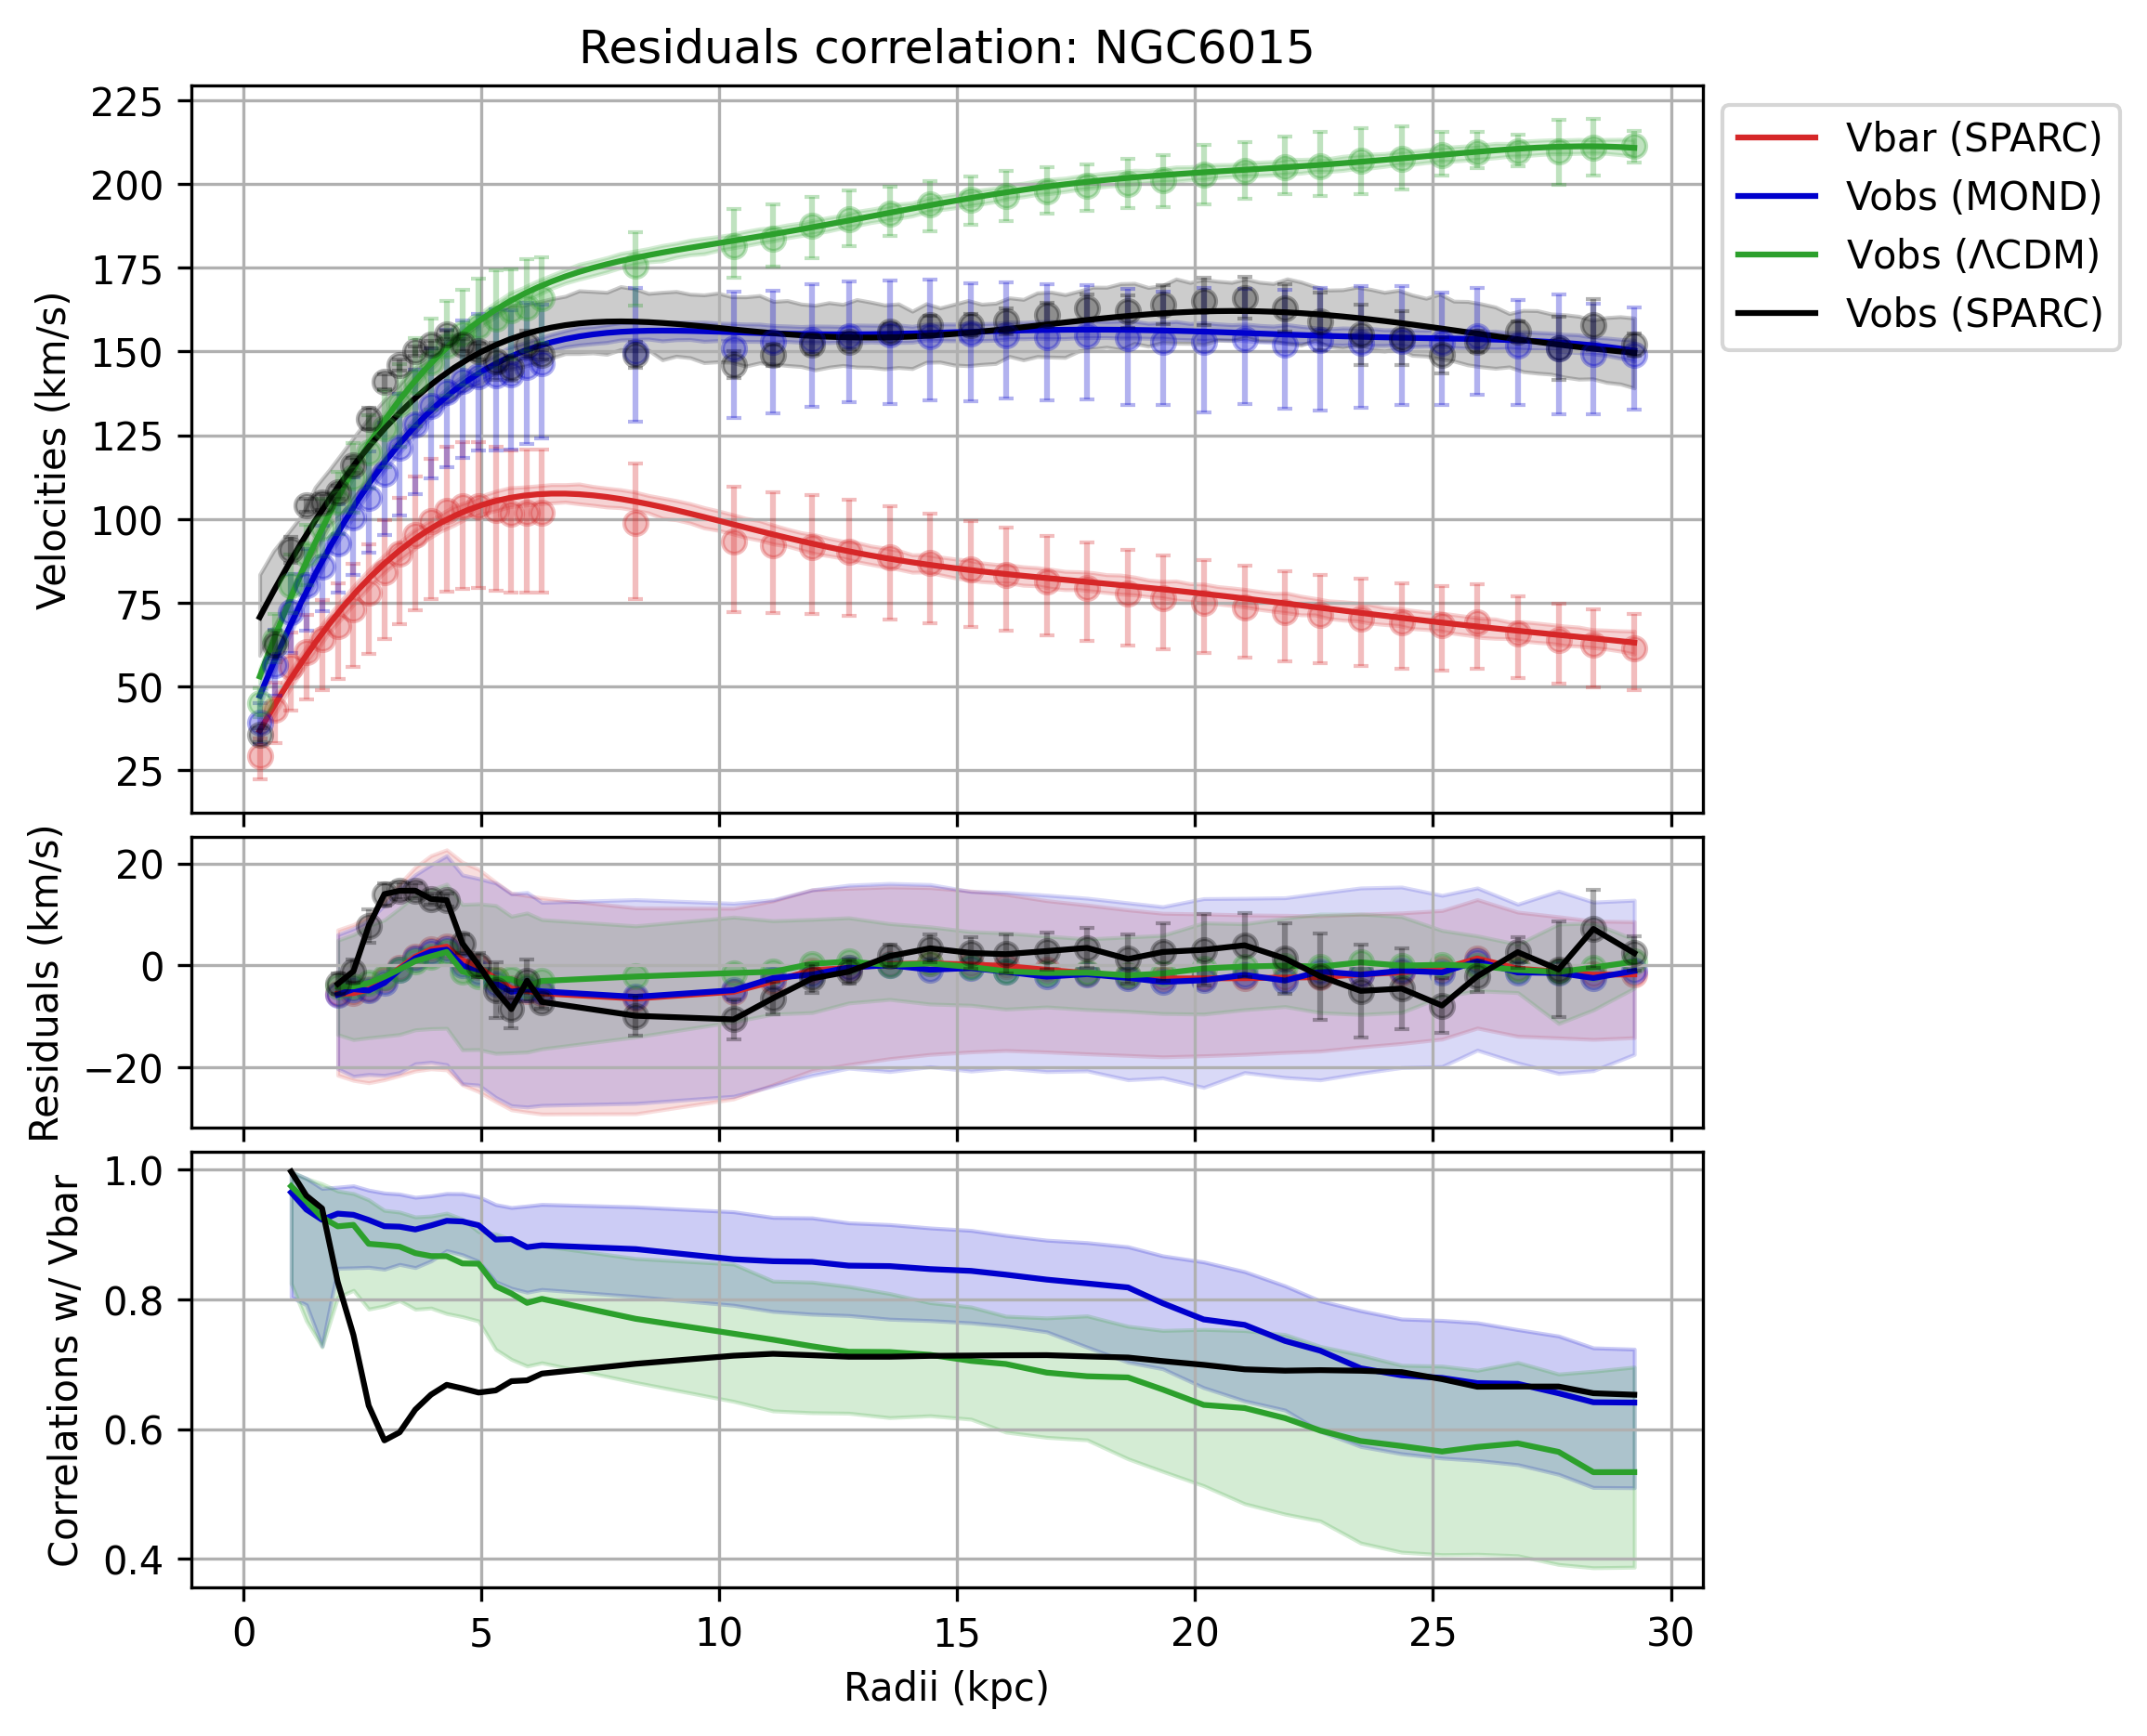 Residuals correlation: NGC6015
Velocities (km/s)
225
200
175
150
125
100
75
50
25
Vbar (SPARC)
Vobs (MOND)
Vobs (ΛCDM)
Vobs (SPARC)
Residuals (km/s)
20
0
−20
Correlations w/ Vbar
1.0
0.8
0.6
0.4
0 5 10 15 20 25 30
Radii (kpc)